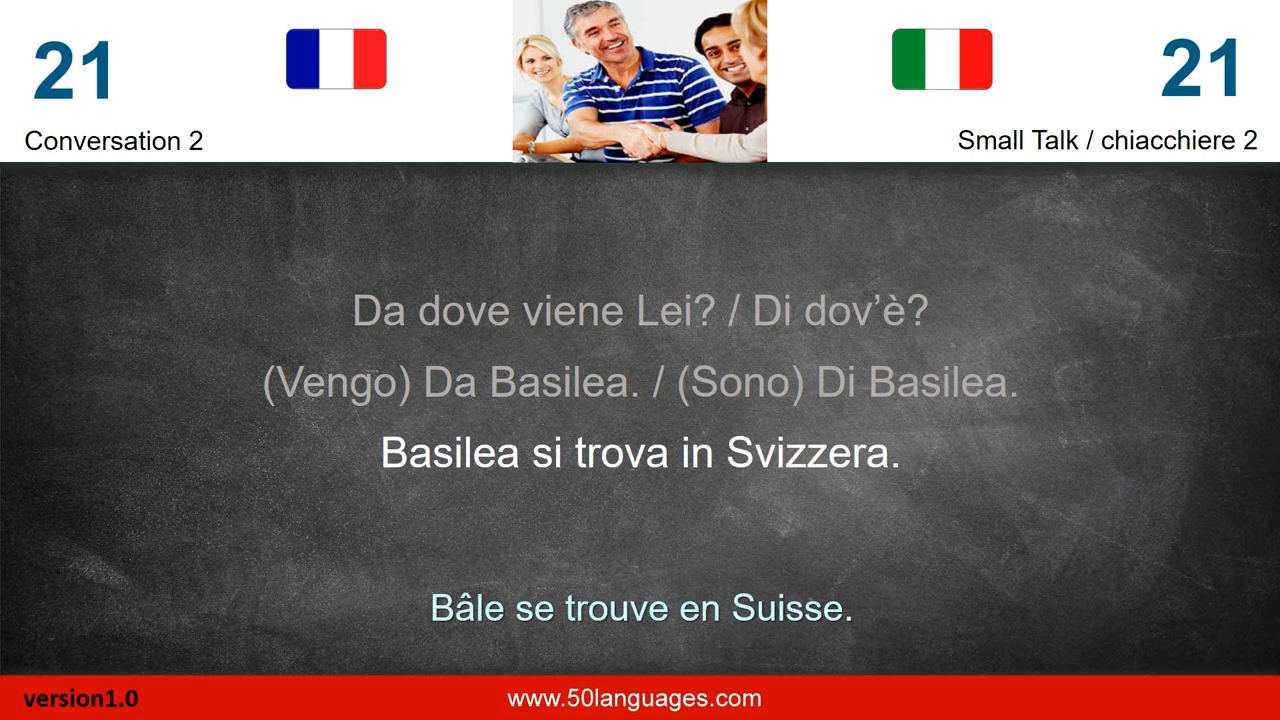 21
21
Conversation 2
Small Talk / chiacchiere 2
Da dove viene Lei? / Di dov’è?
(Vengo) Da Basilea. / (Sono) Di Basilea.
Basilea si trova in Svizzera.
Bâle se trouve en Suisse.
version1.0
www.50languages.com